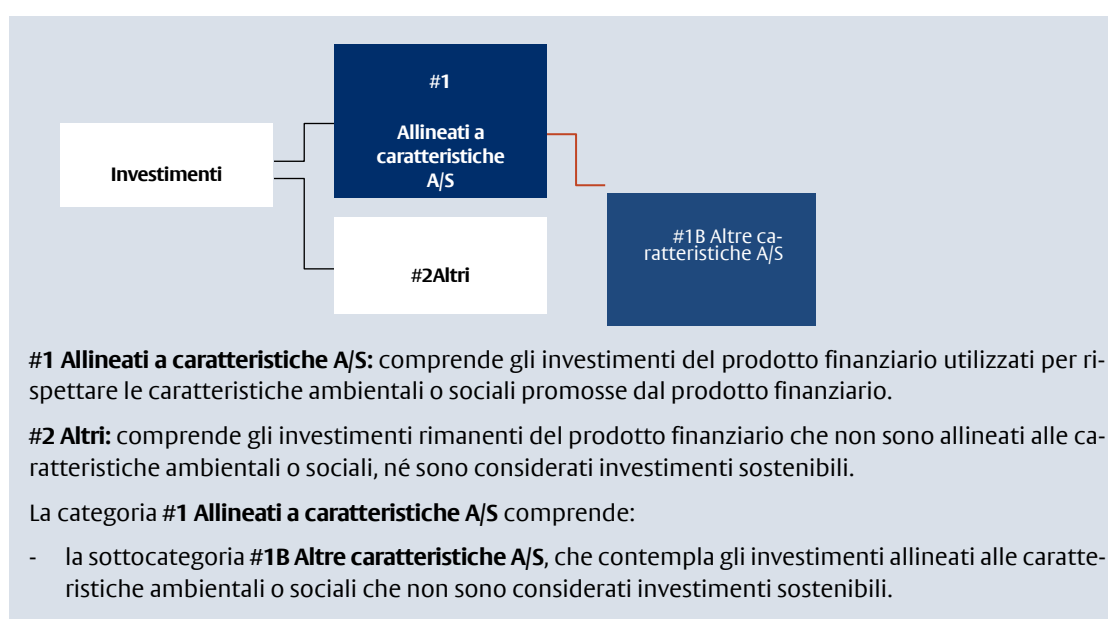 #1
Allineati a
caratteristiche
A/S
Investimenti
#2Altri
#1B Altre ca-
ratteristiche A/S
#1 Allineati a caratteristiche A/S: comprende gli investimenti del prodotto finanziario utilizzati per ri-
spettare le caratteristiche ambientali o sociali promosse dal prodotto finanziario.
#2 Altri: comprende gli investimenti rimanenti del prodotto finanziario che non sono allineati alle ca-
ratteristiche ambientali o sociali, né sono considerati investimenti sostenibili.
La categoria #1 Allineati a caratteristiche A/S comprende:
- la sottocategoria #1B Altre caratteristiche A/S, che contempla gli investimenti allineati alle caratte-
ristiche ambientali o sociali che non sono considerati investimenti sostenibili.